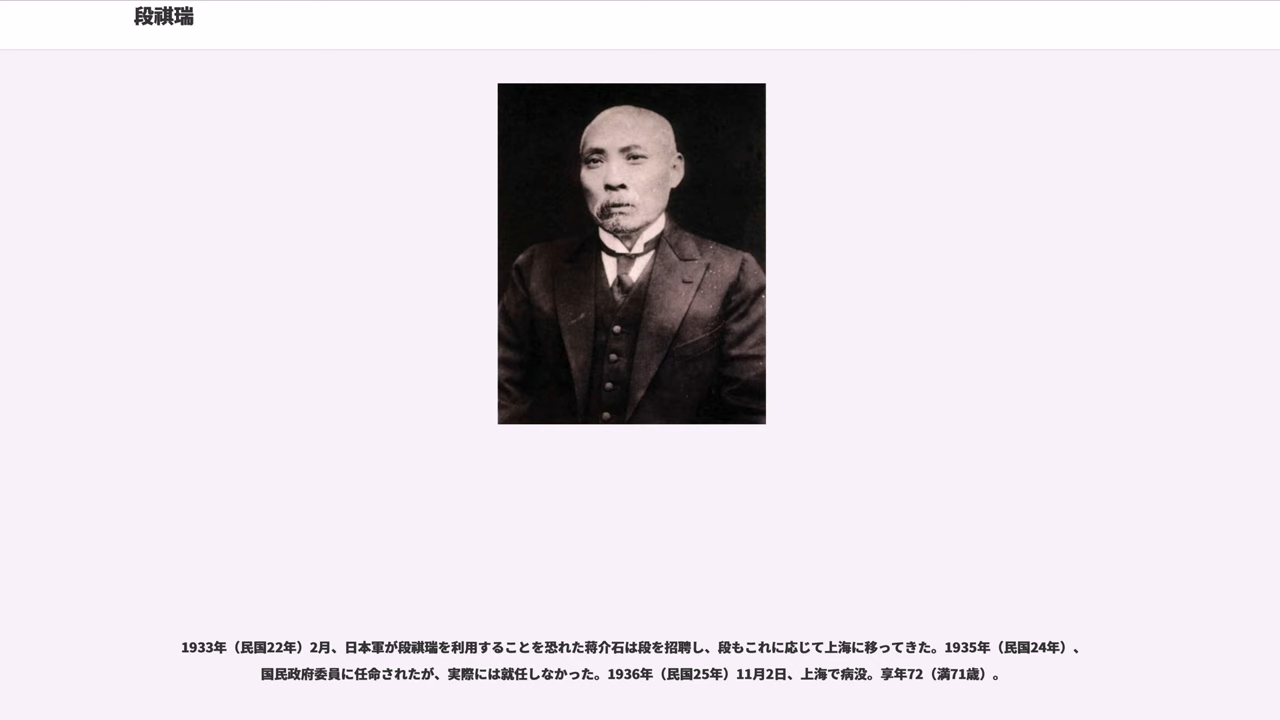 段祺瑞
1933年（民国22年）2月、日本軍が段祺瑞を利用することを恐れた蒋介石は段を招聘し、段もこれに応じて上海に移ってきた。1935年（民国24年）、
国民政府委員に任命されたが、実際には就任しなかった。1936年（民国25年）11月2日、上海で病没。享年72（満71歳）。